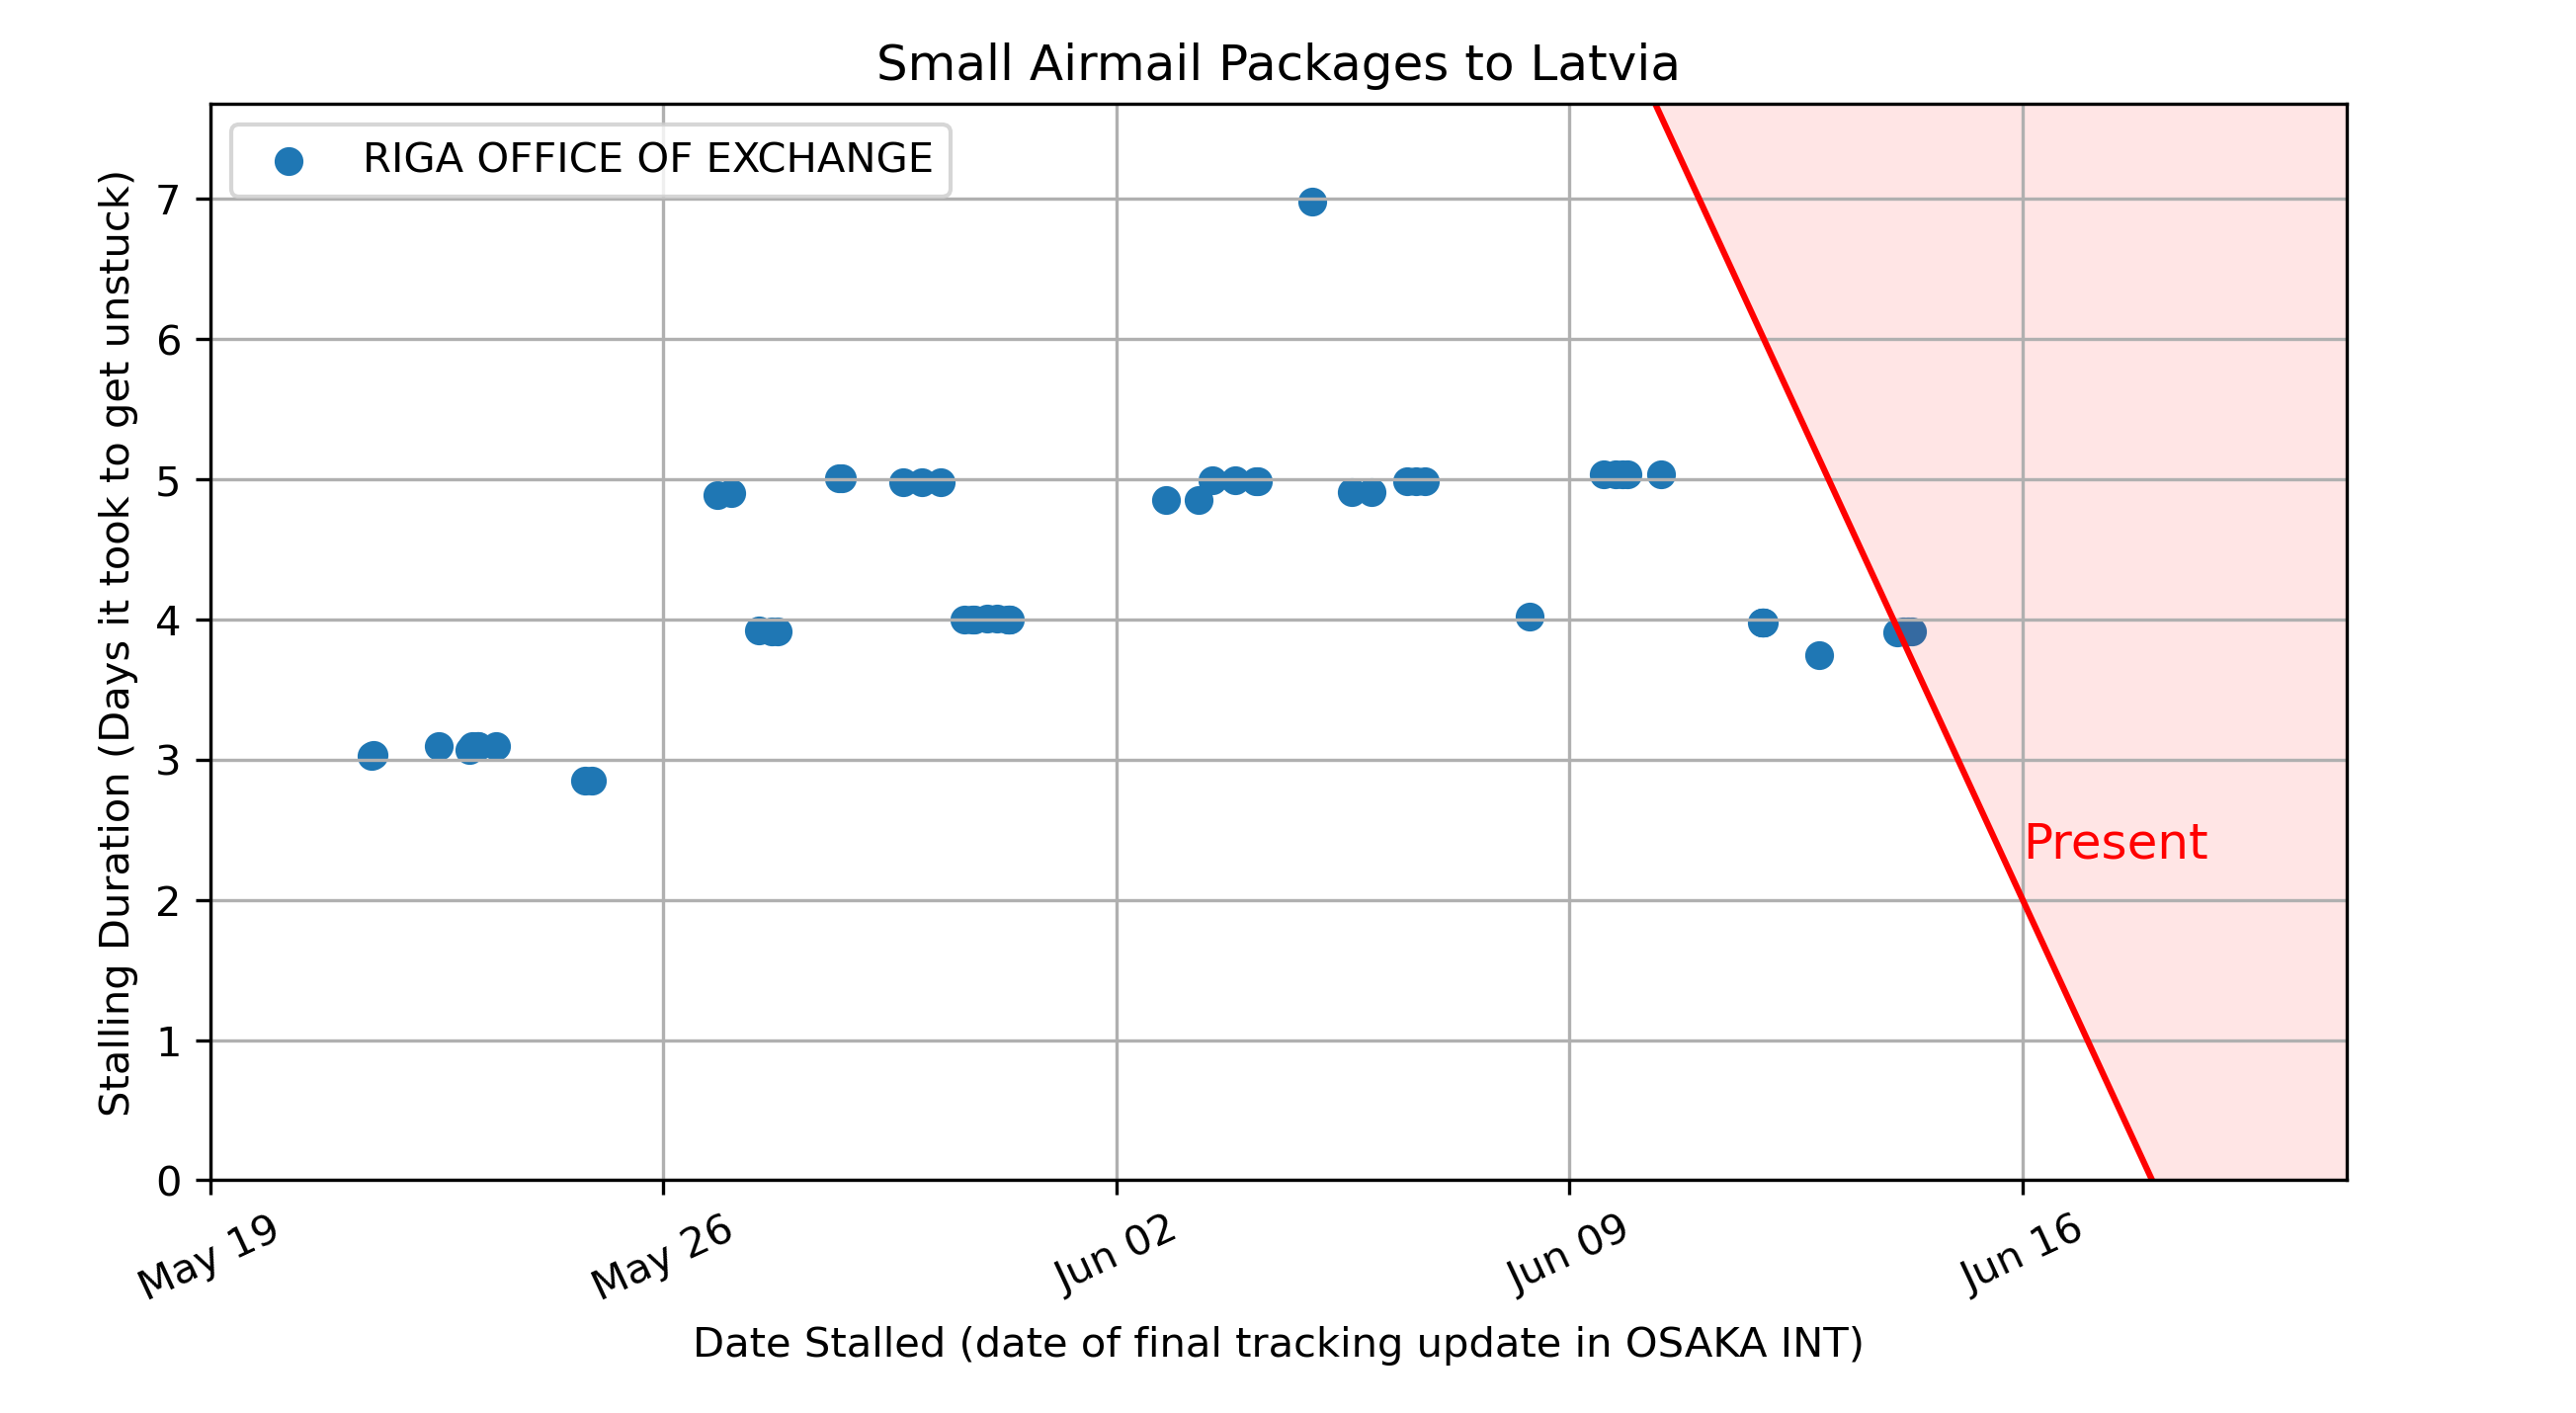 Small Airmail Packages to Latvia
RIGA OFFICE OF EXCHANGE
Stalling Duration (Days it took to get unstuck)
7
6
5
4
3
2
1
0
Present
May 19
May 26
Jun 02
Jun 09
Jun 16
Date Stalled (date of final tracking update in OSAKA INT)